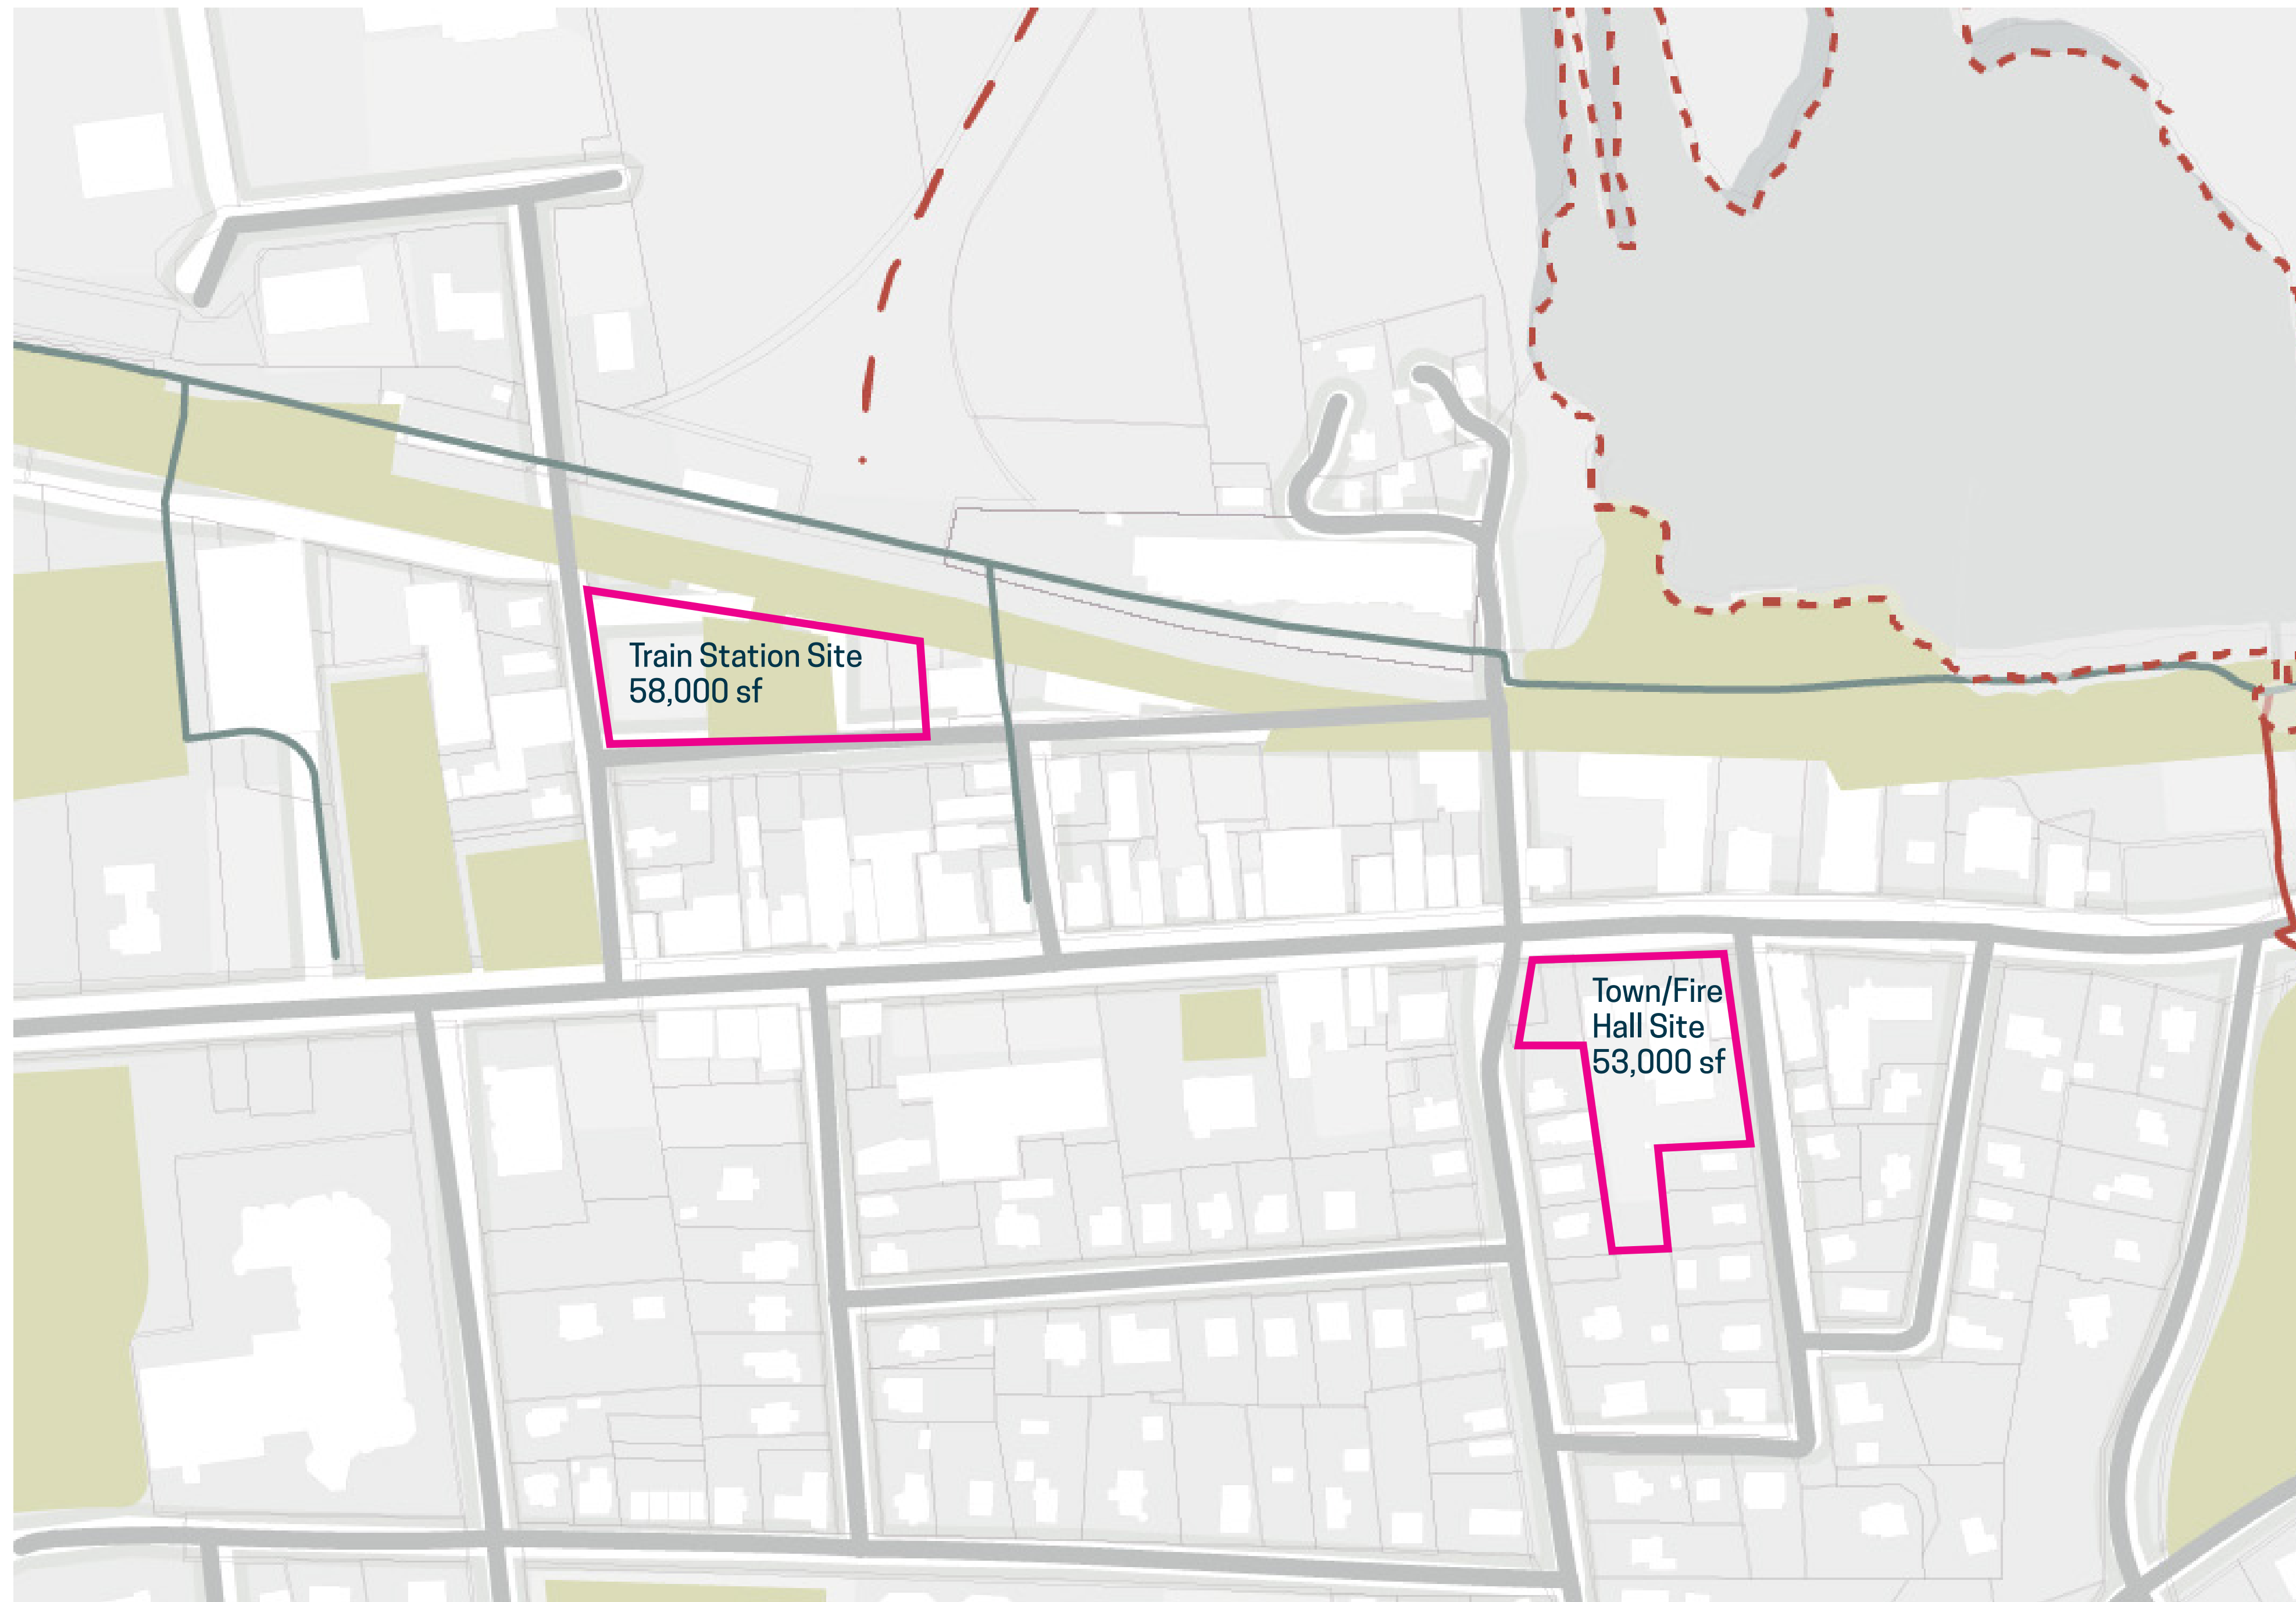 Train Station Site
58,000 sf
Town/Fire
Hall Site
53,000 sf